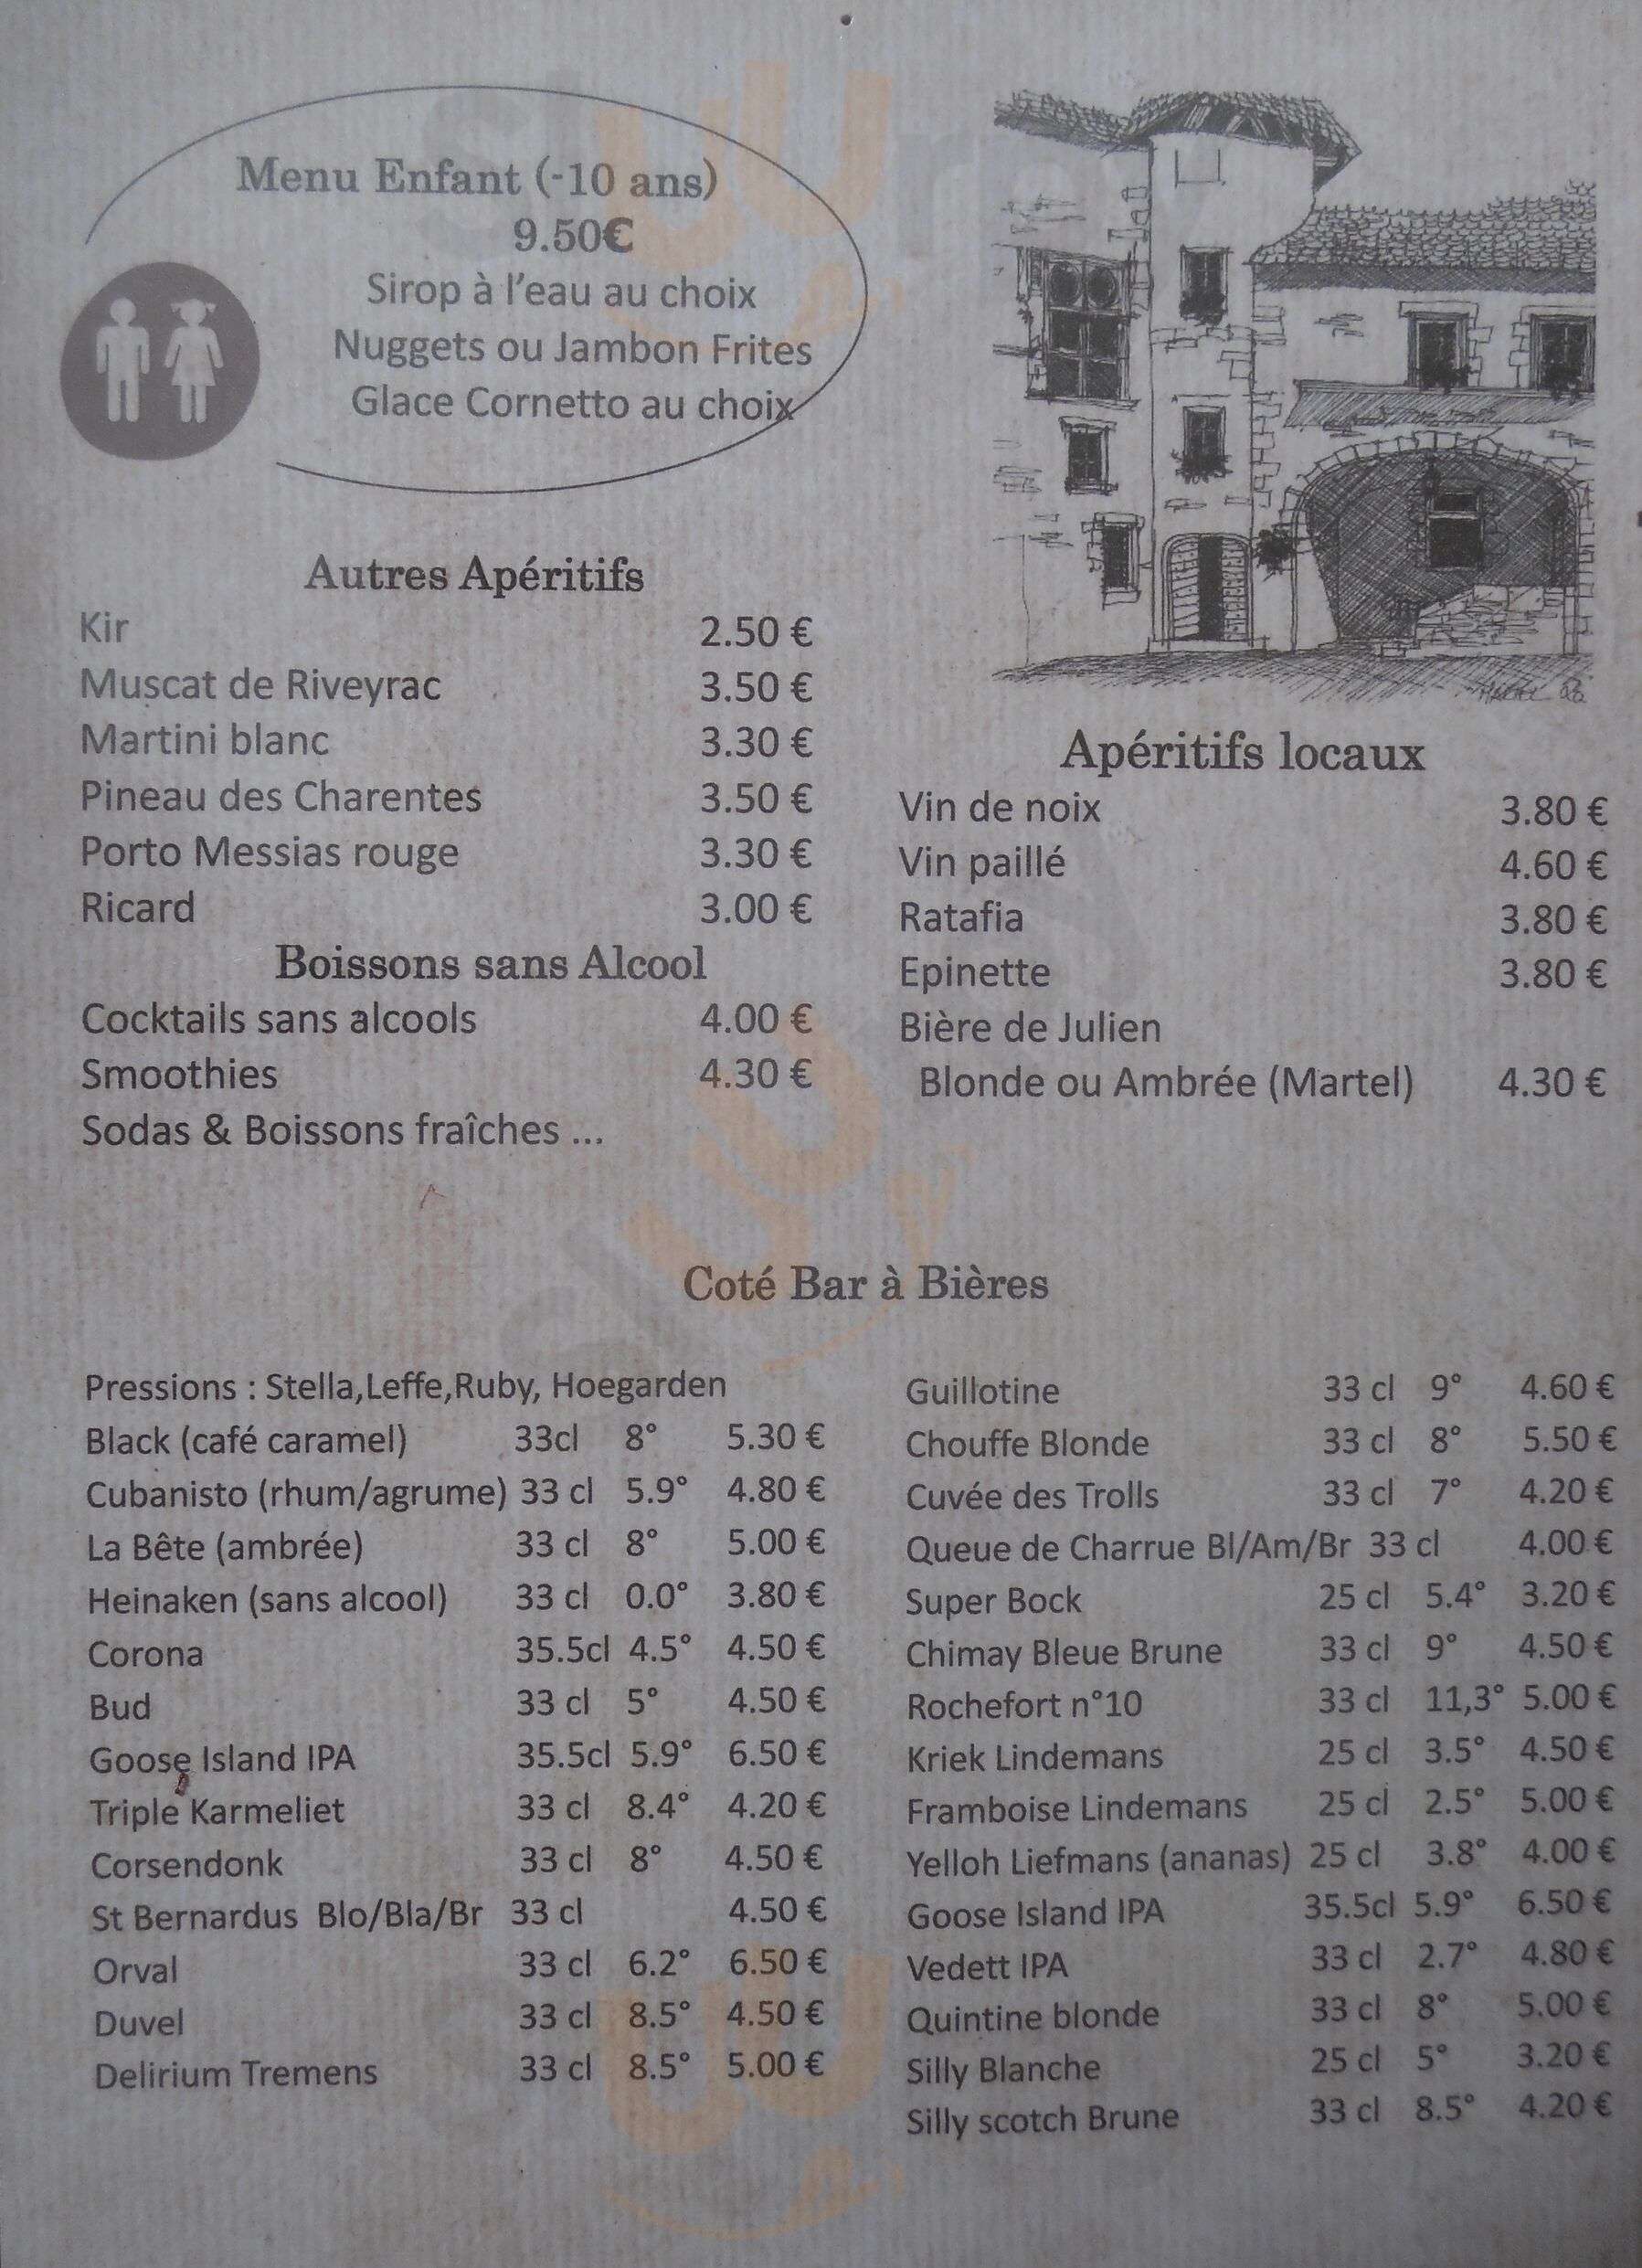 Menu Enfant (-10 ans)
9.50€
Sirop à l'eau au choix
Nuggets ou Jambon Frites
Glace Cornetto au choix
Autres Apéritifs
Kir 2.50 €
Muscat de Riveyrac 3.50 €
Martini blanc 3.30 €
Pineau des Charentes 3.50 €
Porto Messias rouge 3.30 €
Ricard 3.00 €
Boissons sans Alcool
Cocktails sans alcools 4.00 €
Smoothies 4.30 €
Sodas & Boissons fraîches ...
Apéritifs locaux
Vin de noix 3.80 €
Vin paillé 4.60 €
Ratafia 3.80 €
Epinette 3.80 €
Bière de Julien
Blonde ou Ambrée (Martel) 4.30 €
Coté Bar à Bières
Pressions : Stella,Leffe,Ruby, Hoegarden
Black (café caramel) 33cl 8° 5.30 €
Cubanisto (rhum/agrume) 33 cl 5.9° 4.80 €
La Bête (ambrée) 33 cl 8° 5.00 €
Heinaken (sans alcool) 33 cl 0.0° 3.80 €
Corona 35.5cl 4.5° 4.50 €
Bud 33 cl 5° 4.50 €
Goose Island IPA 35.5cl 5.9° 6.50 €
Triple Karmeliet 33 cl 8.4° 4.20 €
Corsendonk 33 cl 8° 4.50 €
St Bernardus Blo/Bla/Br 33 cl 4.50 €
Orval 33 cl 6.2° 6.50 €
Duvel 33 cl 8.5° 4.50 €
Delirium Tremens 33 cl 8.5° 5.00 €
Guillotine 33 cl 9° 4.60 €
Chouffe Blonde 33 cl 8° 5.50 €
Cuvée des Trolls 33 cl 7° 4.20 €
Queue de Charrue Bl/Am/Br 33 cl 4.00 €
Super Bock 25 cl 5.4° 3.20 €
Chimay Bleue Brune 33 cl 9° 4.50 €
Rochefort n°10 33 cl 11,3° 5.00 €
Kriek Lindemans 25 cl 3.5° 4.50 €
Framboise Lindemans 25 cl 2.5° 5.00 €
Yelloh Liefmans (ananas) 25 cl 3.8° 4.00 €
Goose Island IPA 35.5cl 5.9° 6.50 €
Vedett IPA 33 cl 2.7° 4.80 €
Quintine blonde 33 cl 8° 5.00 €
Silly Blanche 25 cl 5° 3.20 €
Silly scotch Brune 33 cl 8.5° 4.20 €